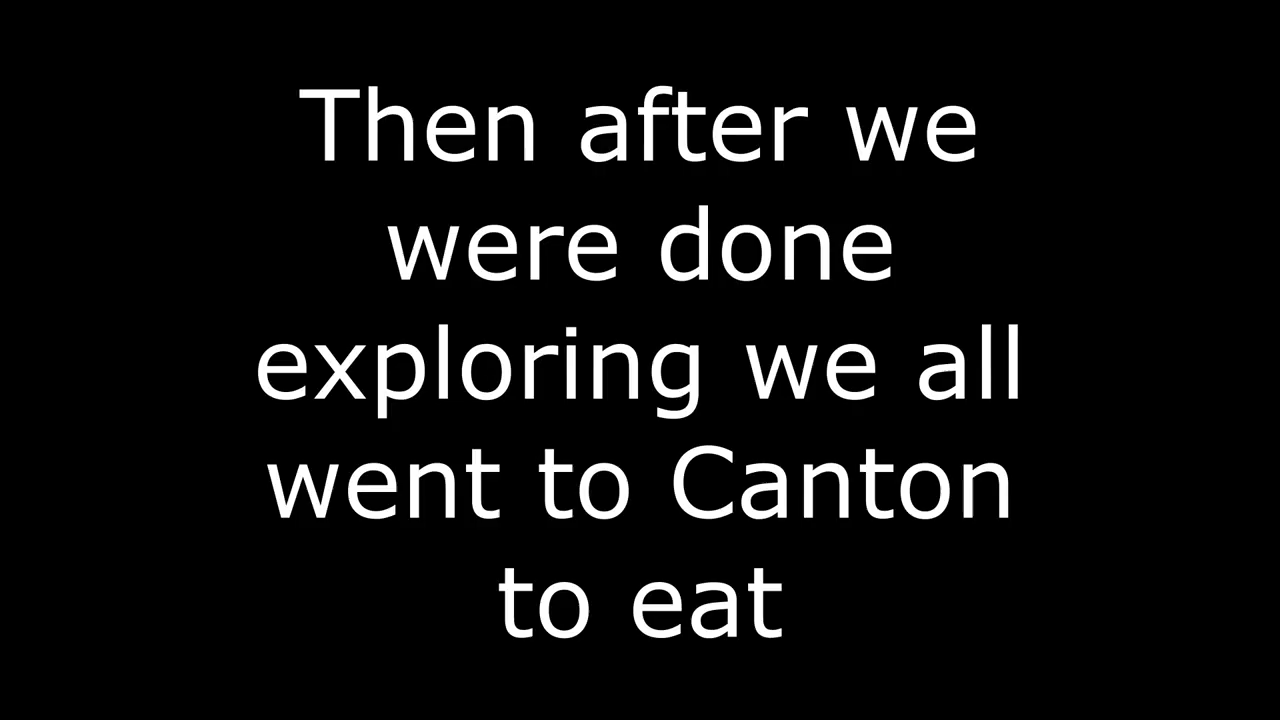 Then after we
were done
exploring we all
went to Canton
to eat